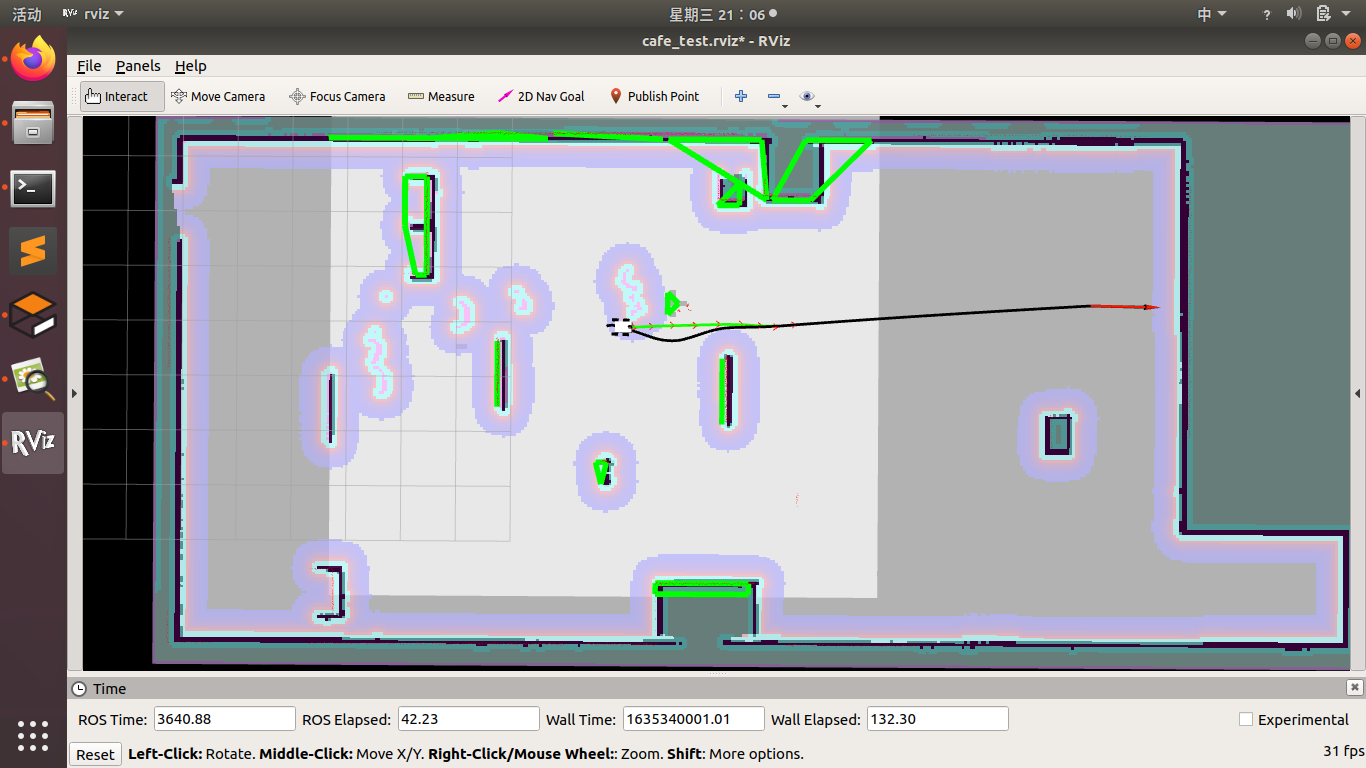 活动 RViz rviz 星期三 21：06 中 ?
cafe_test.rviz* - RViz
File Panels Help
Interact Move Camera Focus Camera Measure 2D Nav Goal Publish Point
>_
RViz
Time
ROS Time: 3640.88 ROS Elapsed: 42.23 Wall Time: 1635340001.01 Wall Elapsed: 132.30 Experimental
Reset Left-Click: Rotate. Middle-Click: Move X/Y. Right-Click/Mouse Wheel:: Zoom. Shift: More options. 31 fps